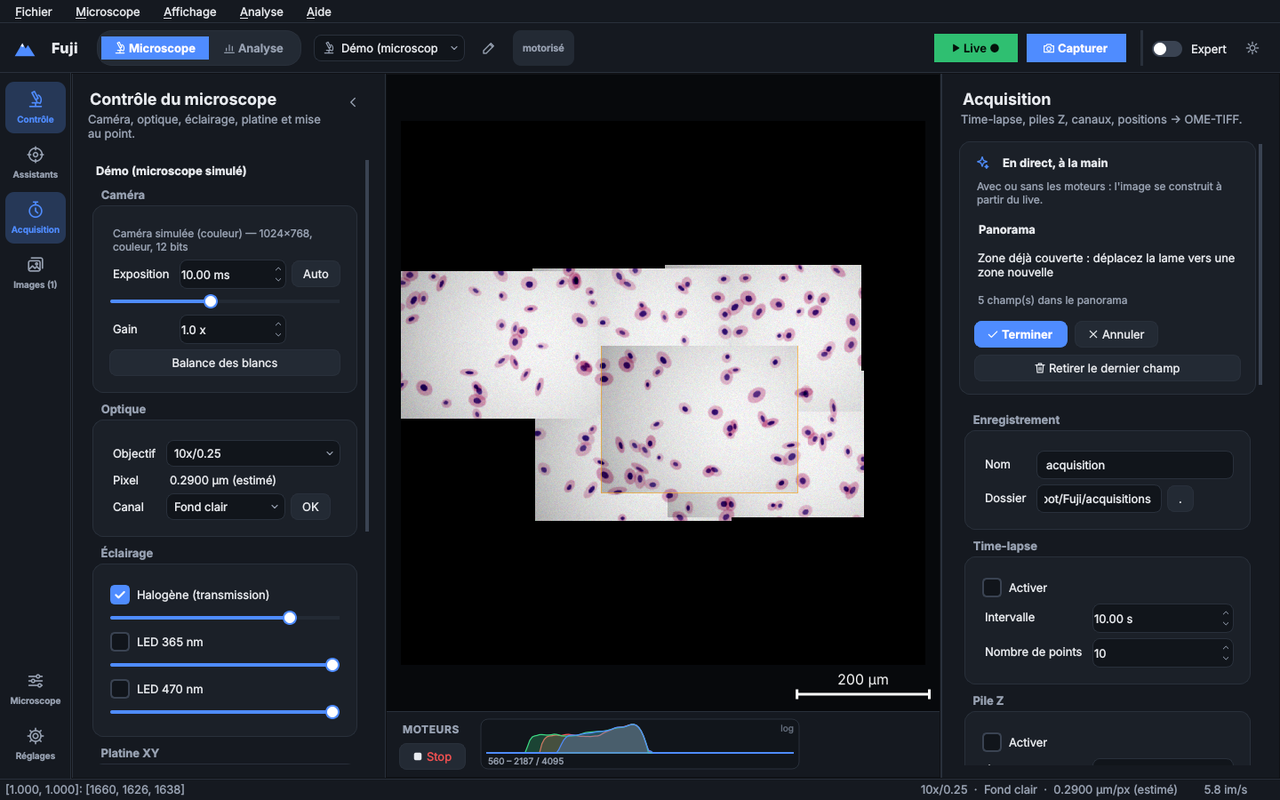 Fichier Microscope Affichage Analyse Aide
Fuji
Microscope
Analyse
Démo (microscop
motorisé
Live
Capturer
Expert
Contrôle
Assistants
Acquisition
Images (1)
Microscope
Réglages
Contrôle du microscope
Caméra, optique, éclairage, platine et mise
au point.
Démo (microscope simulé)
Caméra
Caméra simulée (couleur) — 1024×768,
couleur, 12 bits
Exposition 10.00 ms Auto
Gain 1.0 x
Balance des blancs
Optique
Objectif 10x/0.25
Pixel 0.2900 µm (estimé)
Canal Fond clair OK
Éclairage
Halogène (transmission)
LED 365 nm
LED 470 nm
Platine XY
200 µm
MOTEURS
Stop
log
560 – 2187 / 4095
Acquisition
Time-lapse, piles Z, canaux, positions → OME-TIFF.
En direct, à la main
Avec ou sans les moteurs : l'image se construit à
partir du live.
Panorama
Zone déjà couverte : déplacez la lame vers une
zone nouvelle
5 champ(s) dans le panorama
Terminer
Annuler
Retirer le dernier champ
Enregistrement
Nom acquisition
Dossier ot/Fuji/acquisitions .
Time-lapse
Activer
Intervalle 10.00 s
Nombre de points 10
Pile Z
Activer
[1.000, 1.000]: [1660, 1626, 1638]
10x/0.25 · Fond clair · 0.2900 µm/px (estimé) 5.8 im/s